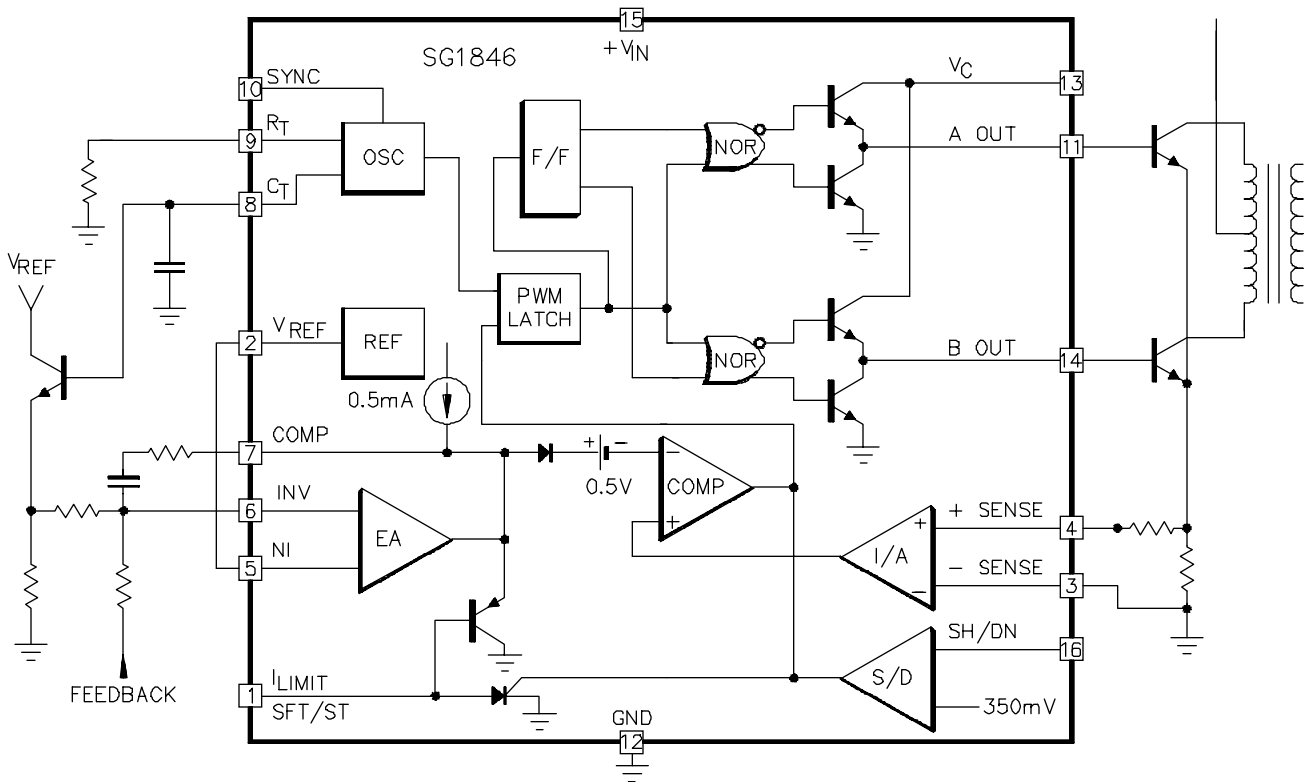 15
+VIN
SG1846
10
SYNC
VC
13
9
RT
OSC
F/F
NOR
A OUT
11
8
CT
VREF
PWM
LATCH
2
VREF
REF
NOR
B OUT
14
0.5mA
7
COMP
+ −
0.5V
−
COMP
+
6
INV
EA
+ SENSE
4
+
I/A
5
NI
− SENSE
3
−
SH/DN
16
S/D
350mV
FEEDBACK
1
ILIMIT
SFT/ST
GND
12